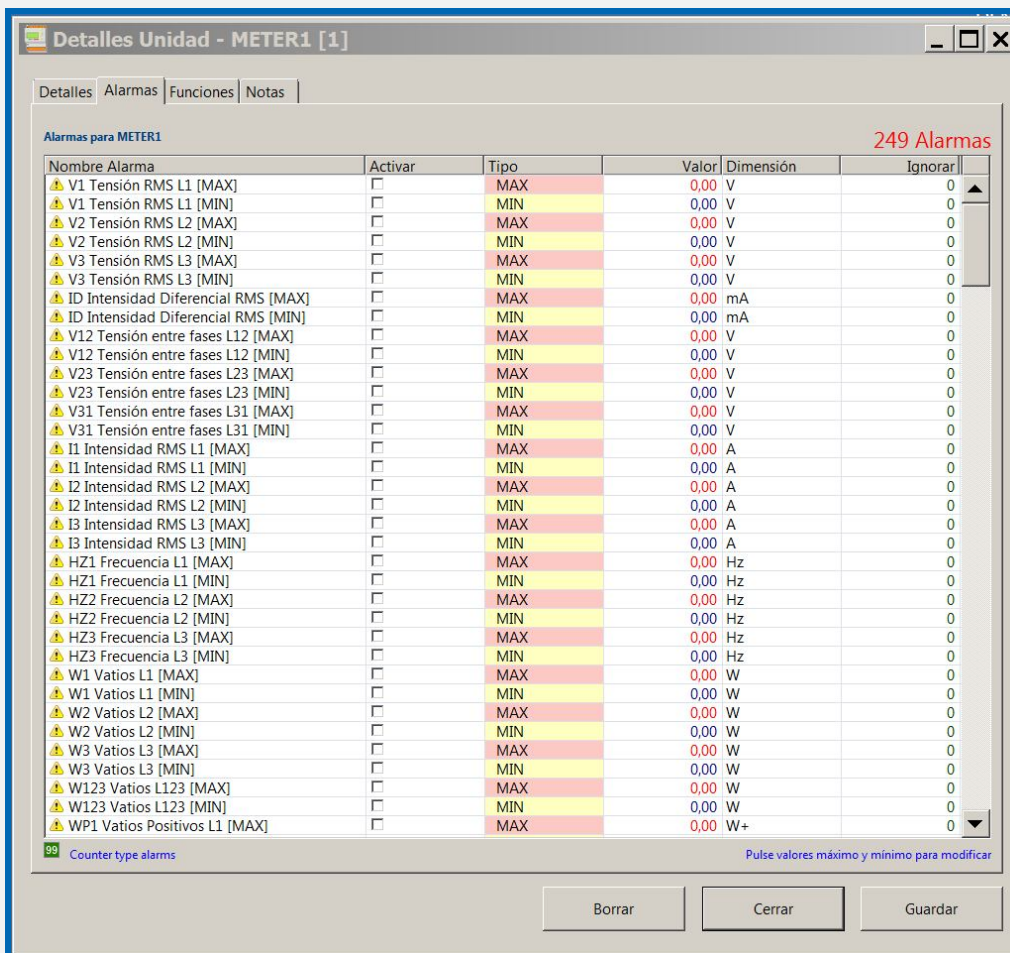 Detalles Unidad - METER1 [1]
Detalles Alarmas Funciones Notas
Alarmas para METER1 249 Alarmas
Nombre Alarma Activar Tipo Valor Dimensión Ignorar
V1 Tensión RMS L1 [MAX] MAX 0,00 V 0
V1 Tensión RMS L1 [MIN] MIN 0,00 V 0
V2 Tensión RMS L2 [MAX] MAX 0,00 V 0
V2 Tensión RMS L2 [MIN] MIN 0,00 V 0
V3 Tensión RMS L3 [MAX] MAX 0,00 V 0
V3 Tensión RMS L3 [MIN] MIN 0,00 V 0
ID Intensidad Diferencial RMS [MAX] MAX 0,00 mA 0
ID Intensidad Diferencial RMS [MIN] MIN 0,00 mA 0
V12 Tensión entre fases L12 [MAX] MAX 0,00 V 0
V12 Tensión entre fases L12 [MIN] MIN 0,00 V 0
V23 Tensión entre fases L23 [MAX] MAX 0,00 V 0
V23 Tensión entre fases L23 [MIN] MIN 0,00 V 0
V31 Tensión entre fases L31 [MAX] MAX 0,00 V 0
V31 Tensión entre fases L31 [MIN] MIN 0,00 V 0
I1 Intensidad RMS L1 [MAX] MAX 0,00 A 0
I1 Intensidad RMS L1 [MIN] MIN 0,00 A 0
I2 Intensidad RMS L2 [MAX] MAX 0,00 A 0
I2 Intensidad RMS L2 [MIN] MIN 0,00 A 0
I3 Intensidad RMS L3 [MAX] MAX 0,00 A 0
I3 Intensidad RMS L3 [MIN] MIN 0,00 A 0
HZ1 Frecuencia L1 [MAX] MAX 0,00 Hz 0
HZ1 Frecuencia L1 [MIN] MIN 0,00 Hz 0
HZ2 Frecuencia L2 [MAX] MAX 0,00 Hz 0
HZ2 Frecuencia L2 [MIN] MIN 0,00 Hz 0
HZ3 Frecuencia L3 [MAX] MAX 0,00 Hz 0
HZ3 Frecuencia L3 [MIN] MIN 0,00 Hz 0
W1 Vatios L1 [MAX] MAX 0,00 W 0
W1 Vatios L1 [MIN] MIN 0,00 W 0
W2 Vatios L2 [MAX] MAX 0,00 W 0
W2 Vatios L2 [MIN] MIN 0,00 W 0
W3 Vatios L3 [MAX] MAX 0,00 W 0
W3 Vatios L3 [MIN] MIN 0,00 W 0
W123 Vatios L123 [MAX] MAX 0,00 W 0
W123 Vatios L123 [MIN] MIN 0,00 W 0
WP1 Vatios Positivos L1 [MAX] MAX 0,00 W+ 0
99 Counter type alarms Pulse valores máximo y mínimo para modificar
Borrar Cerrar Guardar